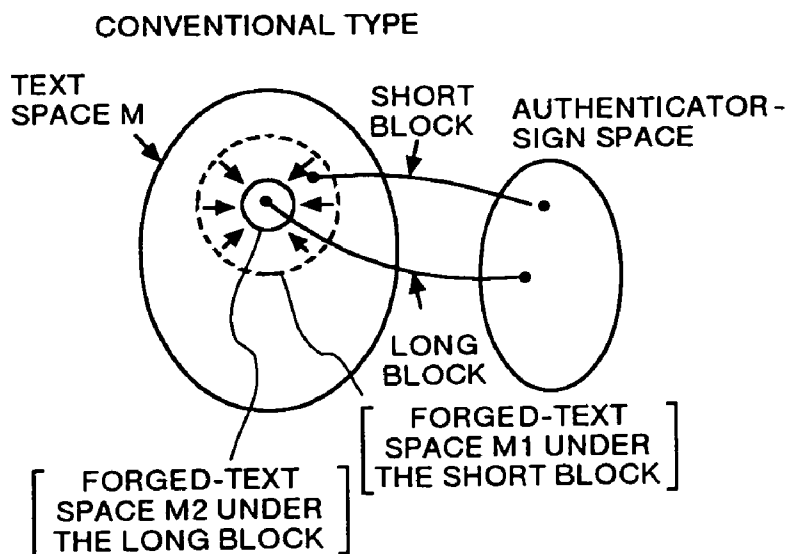 CONVENTIONAL TYPE
TEXT
SPACE M
SHORT
BLOCK
AUTHENTICATOR-
SIGN SPACE
LONG
BLOCK
FORGED-TEXT
SPACE M1 UNDER
THE SHORT BLOCK
FORGED-TEXT
SPACE M2 UNDER
THE LONG BLOCK